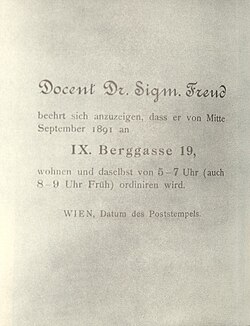 Docent Dr. Sigm. Freud
beehrt sich anzuzeigen, dass er von Mitte
September 1891 an
IX. Berggasse 19,
wohnen und daselbst von 5–7 Uhr (auch
8–9 Uhr Früh) ordiniren wird.
WIEN, Datum des Poststempels.